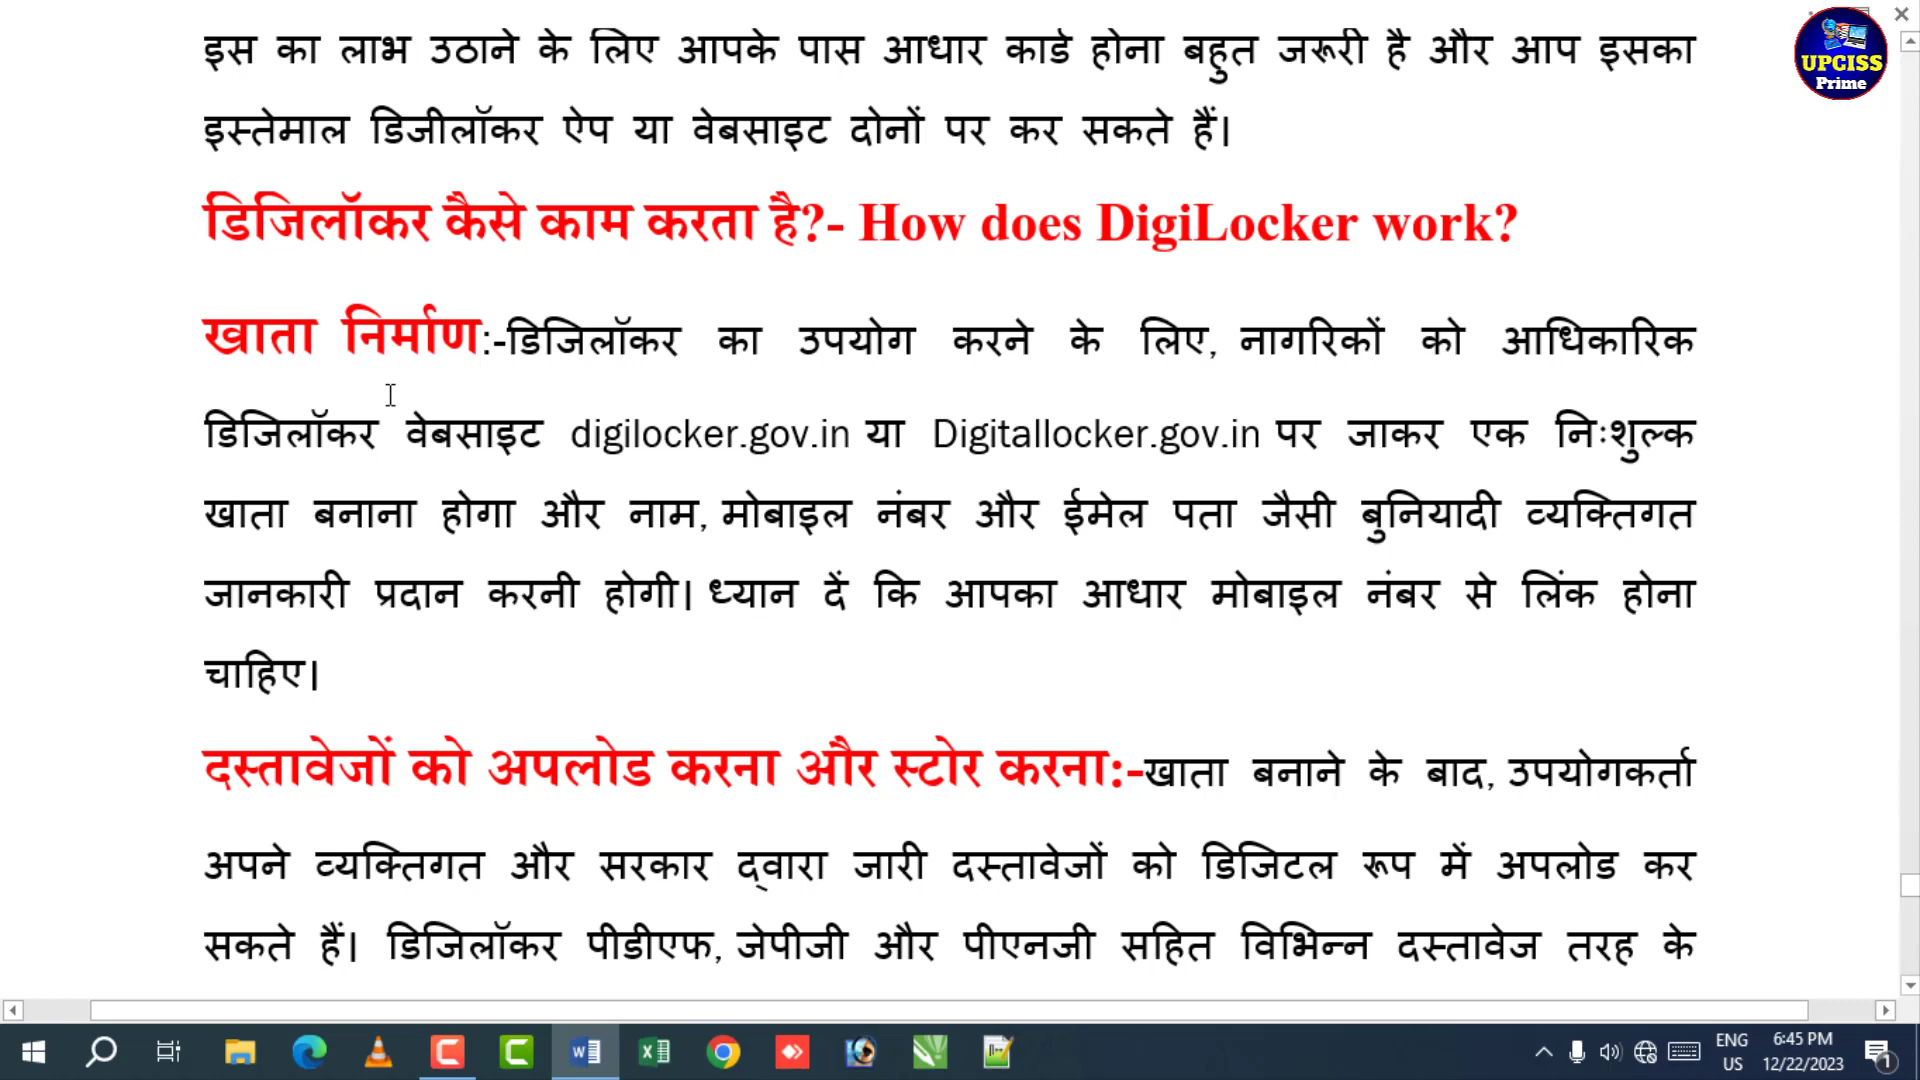 इस का लाभ उठाने के लिए आपके पास आधार कार्ड होना बहुत जरूरी है और आप इसका
इस्तेमाल डिजीलॉकर ऐप या वेबसाइट दोनों पर कर सकते हैं।
डिजिलॉकर कैसे काम करता है?- How does DigiLocker work?
खाता निर्माण:-डिजिलॉकर का उपयोग करने के लिए, नागरिकों को आधिकारिक
डिजिलॉकर वेबसाइट digilocker.gov.in या Digitallocker.gov.in पर जाकर एक निःशुल्क
खाता बनाना होगा और नाम, मोबाइल नंबर और ईमेल पता जैसी बुनियादी व्यक्तिगत
जानकारी प्रदान करनी होगी। ध्यान दें कि आपका आधार मोबाइल नंबर से लिंक होना
चाहिए।
दस्तावेजों को अपलोड करना और स्टोर करना:-खाता बनाने के बाद, उपयोगकर्ता
अपने व्यक्तिगत और सरकार द्वारा जारी दस्तावेजों को डिजिटल रूप में अपलोड कर
सकते हैं। डिजिलॉकर पीडीएफ, जेपीजी और पीएनजी सहित विभिन्न दस्तावेज तरह के
UPCISS
Prime
ENG
US
6:45 PM
12/22/2023
1